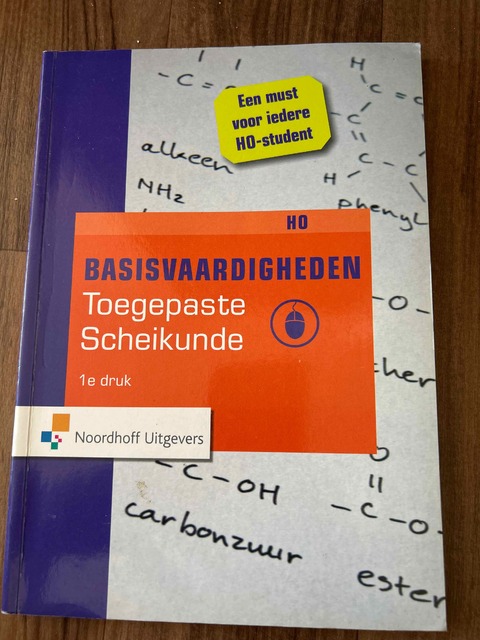 Een must
voor iedere
HO-student
- C =
H
C = C
alkeen
C
C - C
NH₂
H
phenyl
HO
BASISVAARDIGHEDEN
Toegepaste
Scheikunde
- O -
1e druk
Noordhoff Uitgevers
- C - OH
O
- C - O -
carbonzuur
ester